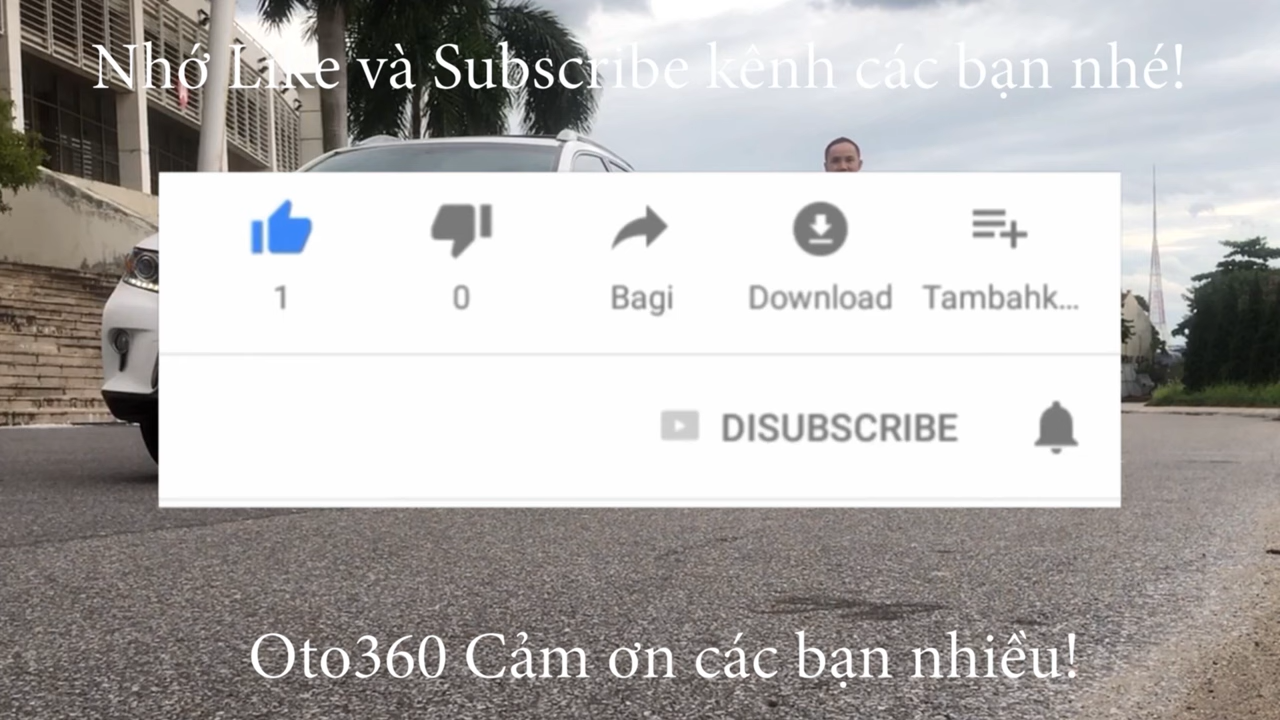 Nhớ Like và Subscribe kênh các bạn nhé!
1
0
Bagi
Download
Tambahk...
DISUBSCRIBE
Oto360 Cảm ơn các bạn nhiều!